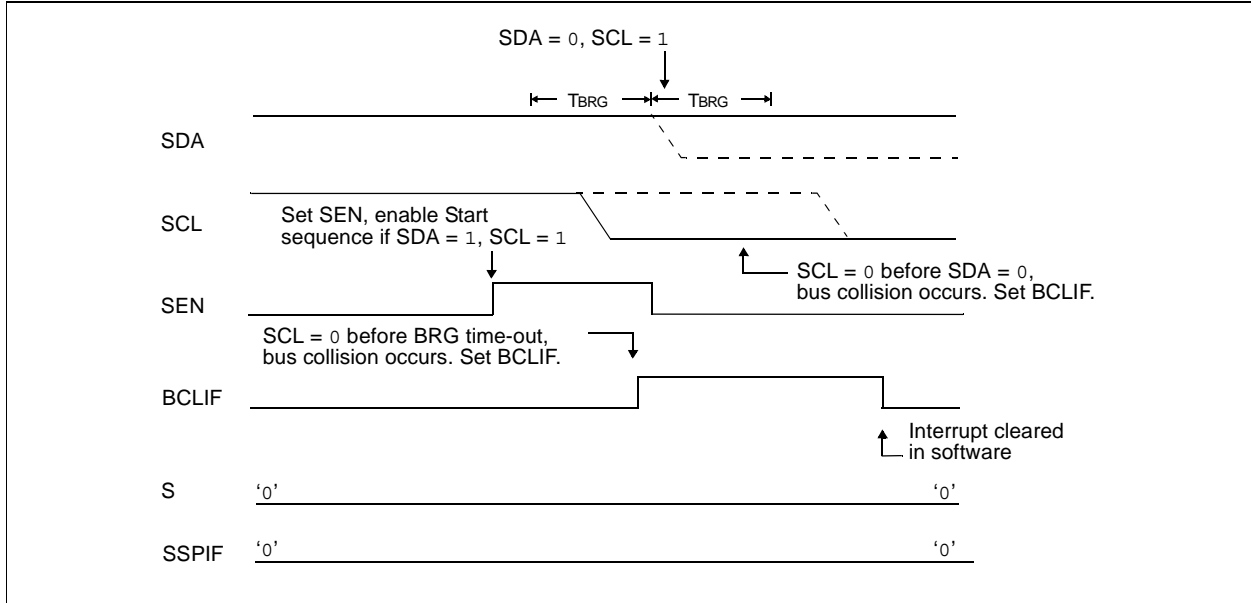 SDA = 0, SCL = 1
TBRG TBRG
SDA
SCL
Set SEN, enable Start
sequence if SDA = 1, SCL = 1
SCL = 0 before SDA = 0,
bus collision occurs. Set BCLIF.
SEN
SCL = 0 before BRG time-out,
bus collision occurs. Set BCLIF.
BCLIF
Interrupt cleared
in software
S
‘0’ ‘0’
SSPIF
‘0’ ‘0’